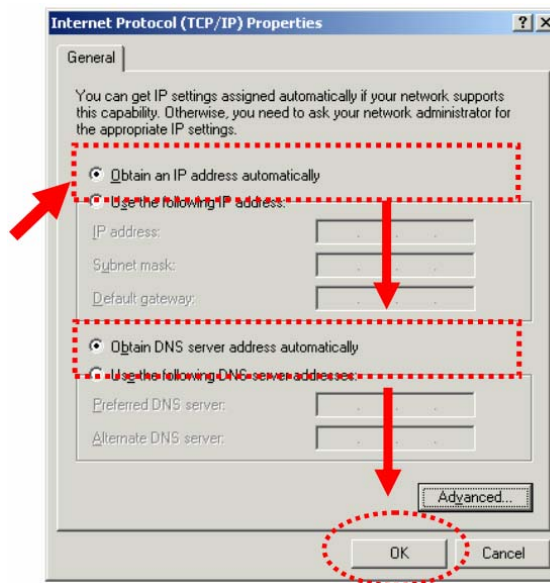 Internet Protocol (TCP/IP) Properties
General
You can get IP settings assigned automatically if your network supports
this capability. Otherwise, you need to ask your network administrator for
the appropriate IP settings.
Obtain an IP address automatically
Use the following IP address:
IP address:
Subnet mask:
Default gateway:
Obtain DNS server address automatically
Use the following DNS server addresses:
Preferred DNS server:
Alternate DNS server:
Advanced...
OK Cancel